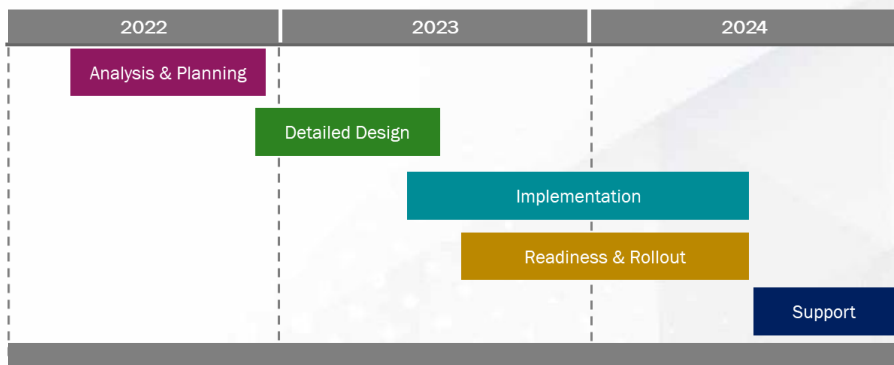 2022
2023
2024
Analysis & Planning
Detailed Design
Implementation
Readiness & Rollout
Support